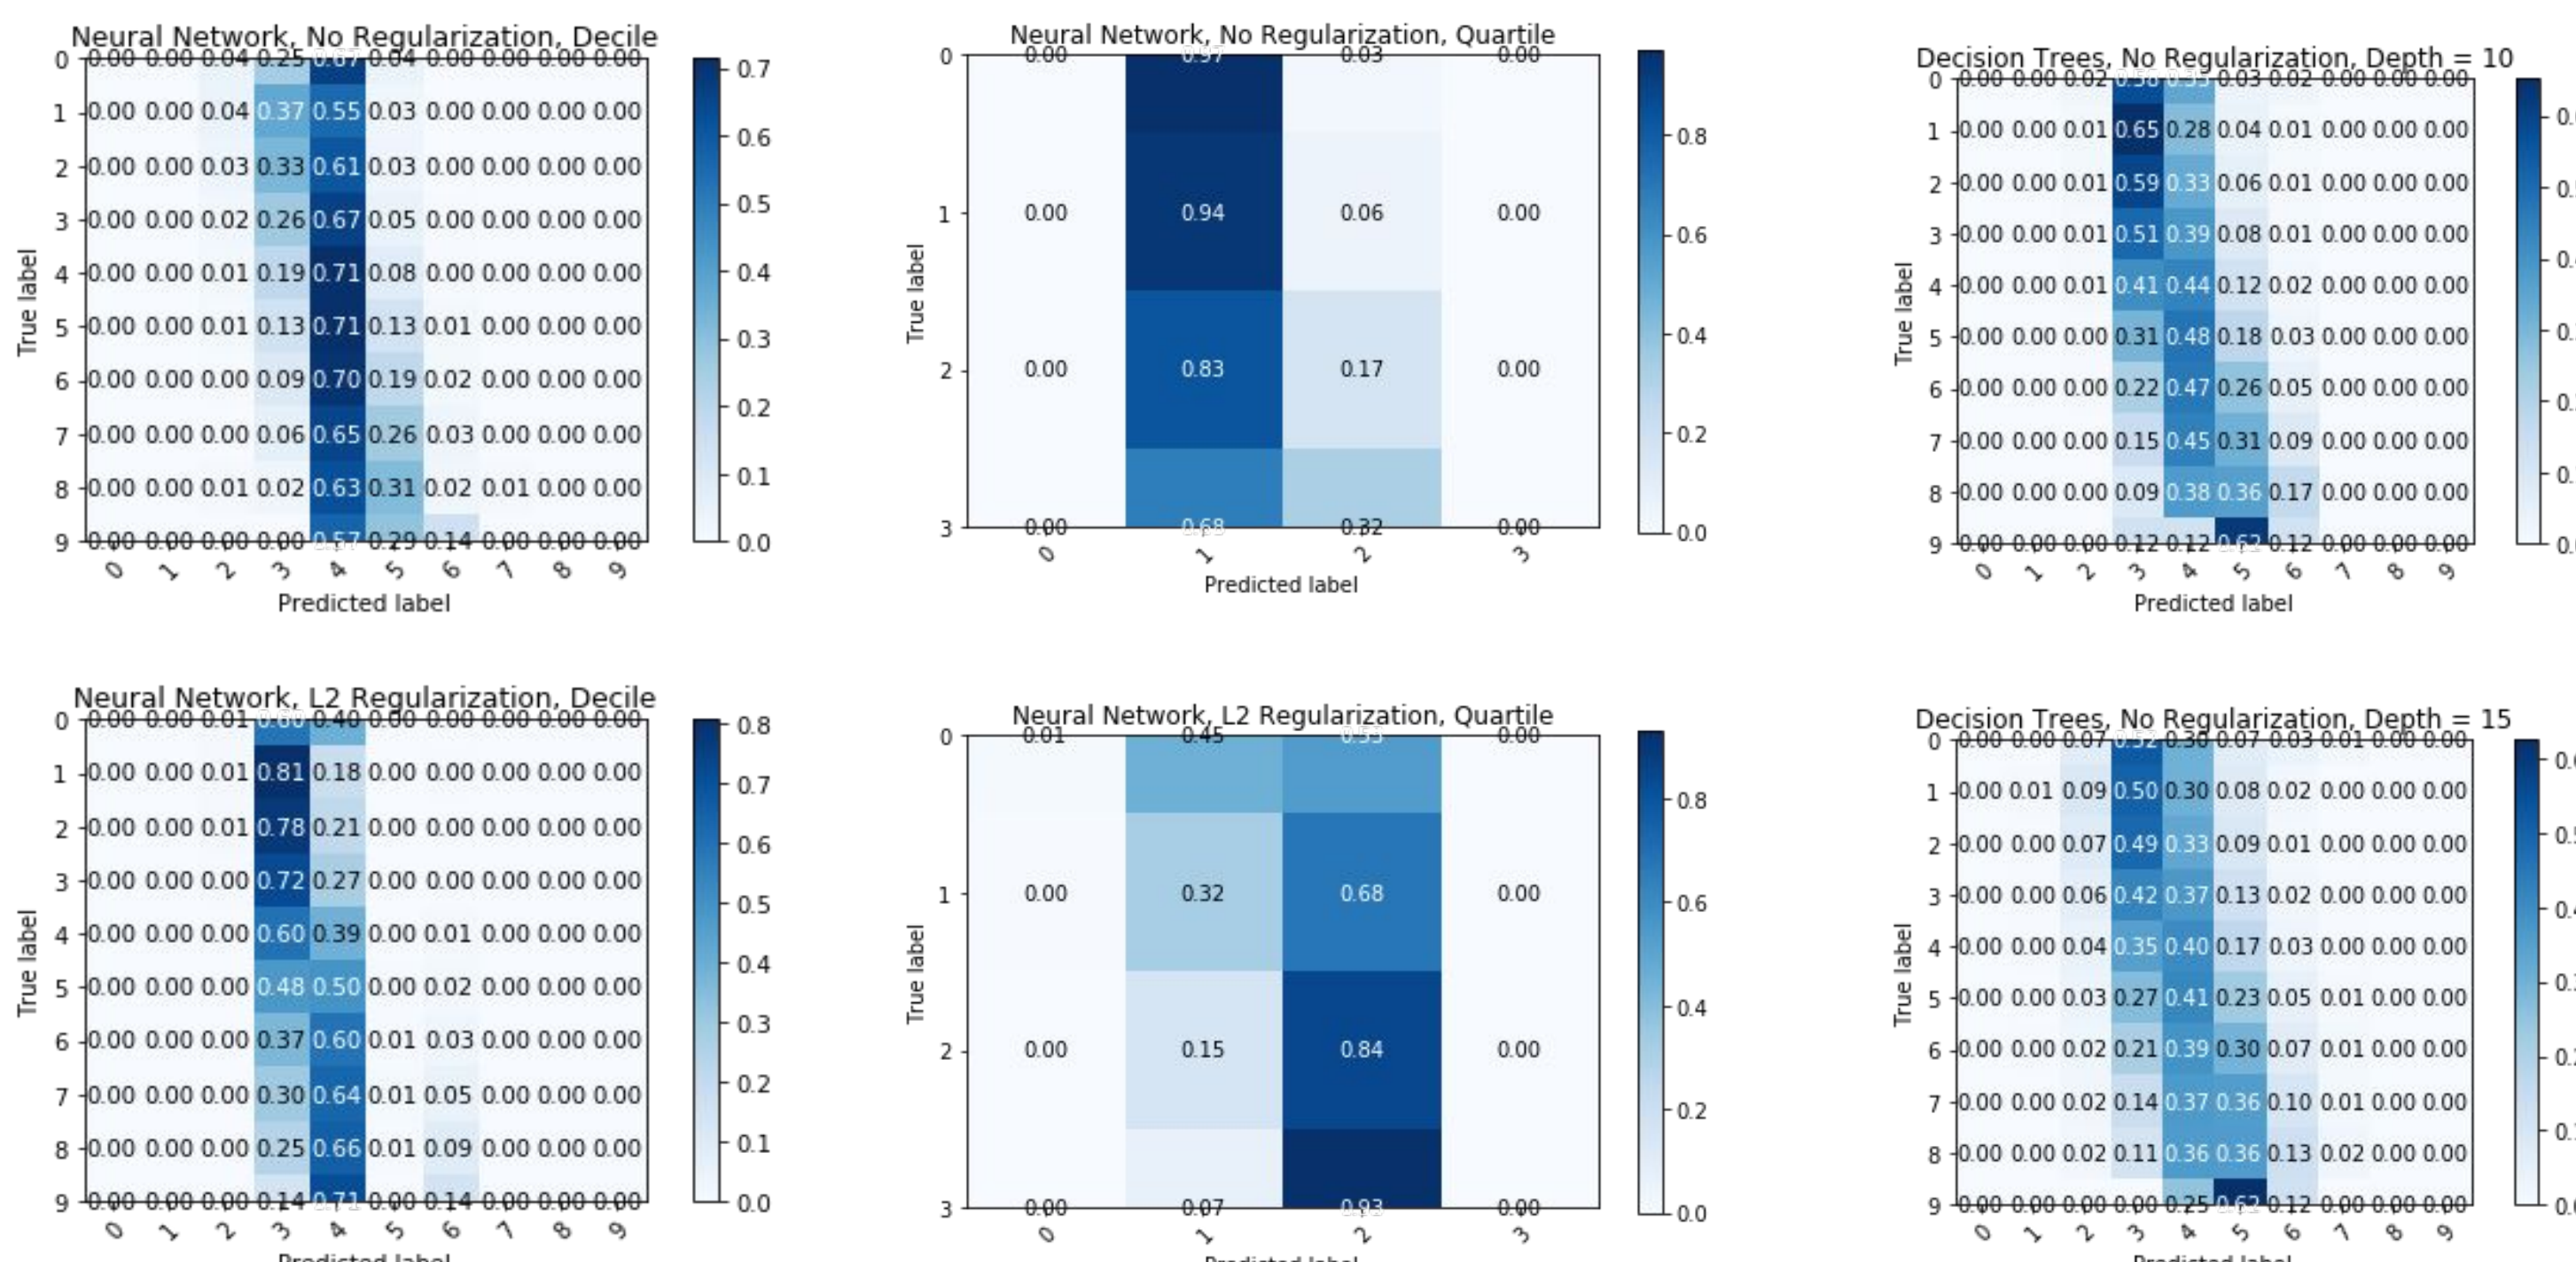 Neural Network, No Regularization, Decile
0 0.00 0.00 0.04 0.25 0.67 0.04 0.00 0.00 0.00 0.00
1 0.00 0.00 0.04 0.37 0.55 0.03 0.00 0.00 0.00 0.00
2 0.00 0.00 0.03 0.33 0.61 0.03 0.00 0.00 0.00 0.00
3 0.00 0.00 0.02 0.26 0.67 0.05 0.00 0.00 0.00 0.00
4 0.00 0.00 0.01 0.19 0.71 0.08 0.00 0.00 0.00 0.00
5 0.00 0.00 0.01 0.13 0.71 0.13 0.01 0.00 0.00 0.00
6 0.00 0.00 0.00 0.09 0.70 0.19 0.02 0.00 0.00 0.00
7 0.00 0.00 0.00 0.06 0.65 0.26 0.03 0.00 0.00 0.00
8 0.00 0.00 0.01 0.02 0.63 0.31 0.02 0.01 0.00 0.00
9 0.00 0.00 0.00 0.00 0.57 0.29 0.14 0.00 0.00 0.00
0 1 2 3 4 5 6 7 8 9
True label
Predicted label
0.7
0.6
0.5
0.4
0.3
0.2
0.1
0.0
Neural Network, No Regularization, Quartile
0 0.00 0.97 0.03 0.00
1 0.00 0.94 0.06 0.00
2 0.00 0.83 0.17 0.00
3 0.00 0.68 0.32 0.00
0 1 2 3
True label
Predicted label
0.8
0.6
0.4
0.2
0.0
Decision Trees, No Regularization, Depth = 10
0 0.00 0.00 0.02 0.03 0.02 0.00 0.00 0.00
1 0.00 0.00 0.01 0.65 0.28 0.04 0.01 0.00 0.00 0.00
2 0.00 0.00 0.01 0.59 0.33 0.06 0.01 0.00 0.00 0.00
3 0.00 0.00 0.01 0.51 0.39 0.08 0.01 0.00 0.00 0.00
4 0.00 0.00 0.01 0.41 0.44 0.12 0.02 0.00 0.00 0.00
5 0.00 0.00 0.00 0.31 0.48 0.18 0.03 0.00 0.00 0.00
6 0.00 0.00 0.00 0.22 0.47 0.26 0.05 0.00 0.00 0.00
7 0.00 0.00 0.00 0.15 0.45 0.31 0.09 0.00 0.00 0.00
8 0.00 0.00 0.00 0.09 0.38 0.36 0.17 0.00 0.00 0.00
9 0.00 0.00 0.00 0.12 0.12 0.62 0.12 0.00 0.00 0.00
0 1 2 3 4 5 6 7 8 9
True label
Predicted label
Neural Network, L2 Regularization, Decile
0 0.00 0.00 0.01 0.60 0.40 0.00 0.00 0.00 0.00 0.00
1 0.00 0.00 0.01 0.81 0.18 0.00 0.00 0.00 0.00 0.00
2 0.00 0.00 0.01 0.78 0.21 0.00 0.00 0.00 0.00 0.00
3 0.00 0.00 0.00 0.72 0.27 0.00 0.00 0.00 0.00 0.00
4 0.00 0.00 0.00 0.60 0.39 0.00 0.01 0.00 0.00 0.00
5 0.00 0.00 0.00 0.48 0.50 0.00 0.02 0.00 0.00 0.00
6 0.00 0.00 0.00 0.37 0.60 0.01 0.03 0.00 0.00 0.00
7 0.00 0.00 0.00 0.30 0.64 0.01 0.05 0.00 0.00 0.00
8 0.00 0.00 0.00 0.25 0.66 0.01 0.09 0.00 0.00 0.00
9 0.00 0.00 0.00 0.14 0.71 0.00 0.14 0.00 0.00 0.00
0 1 2 3 4 5 6 7 8 9
True label
Predicted label
0.8
0.7
0.6
0.5
0.4
0.3
0.2
0.1
0.0
Neural Network, L2 Regularization, Quartile
0 0.01 0.45 0.00
1 0.00 0.32 0.68 0.00
2 0.00 0.15 0.84 0.00
3 0.00 0.07 0.93 0.00
0 1 2 3
True label
Predicted label
0.8
0.6
0.4
0.2
0.0
Decision Trees, No Regularization, Depth = 15
0 0.00 0.00 0.07 0.52 0.30 0.07 0.03 0.01 0.00 0.00
1 0.00 0.01 0.09 0.50 0.30 0.08 0.02 0.00 0.00 0.00
2 0.00 0.00 0.07 0.49 0.33 0.09 0.01 0.00 0.00 0.00
3 0.00 0.00 0.06 0.42 0.37 0.13 0.02 0.00 0.00 0.00
4 0.00 0.00 0.04 0.35 0.40 0.17 0.03 0.00 0.00 0.00
5 0.00 0.00 0.03 0.27 0.41 0.23 0.05 0.01 0.00 0.00
6 0.00 0.00 0.02 0.21 0.39 0.30 0.07 0.01 0.00 0.00
7 0.00 0.00 0.02 0.14 0.37 0.36 0.10 0.01 0.00 0.00
8 0.00 0.00 0.02 0.11 0.36 0.36 0.13 0.02 0.00 0.00
9 0.00 0.00 0.00 0.00 0.25 0.62 0.12 0.00 0.00 0.00
0 1 2 3 4 5 6 7 8 9
True label
Predicted label